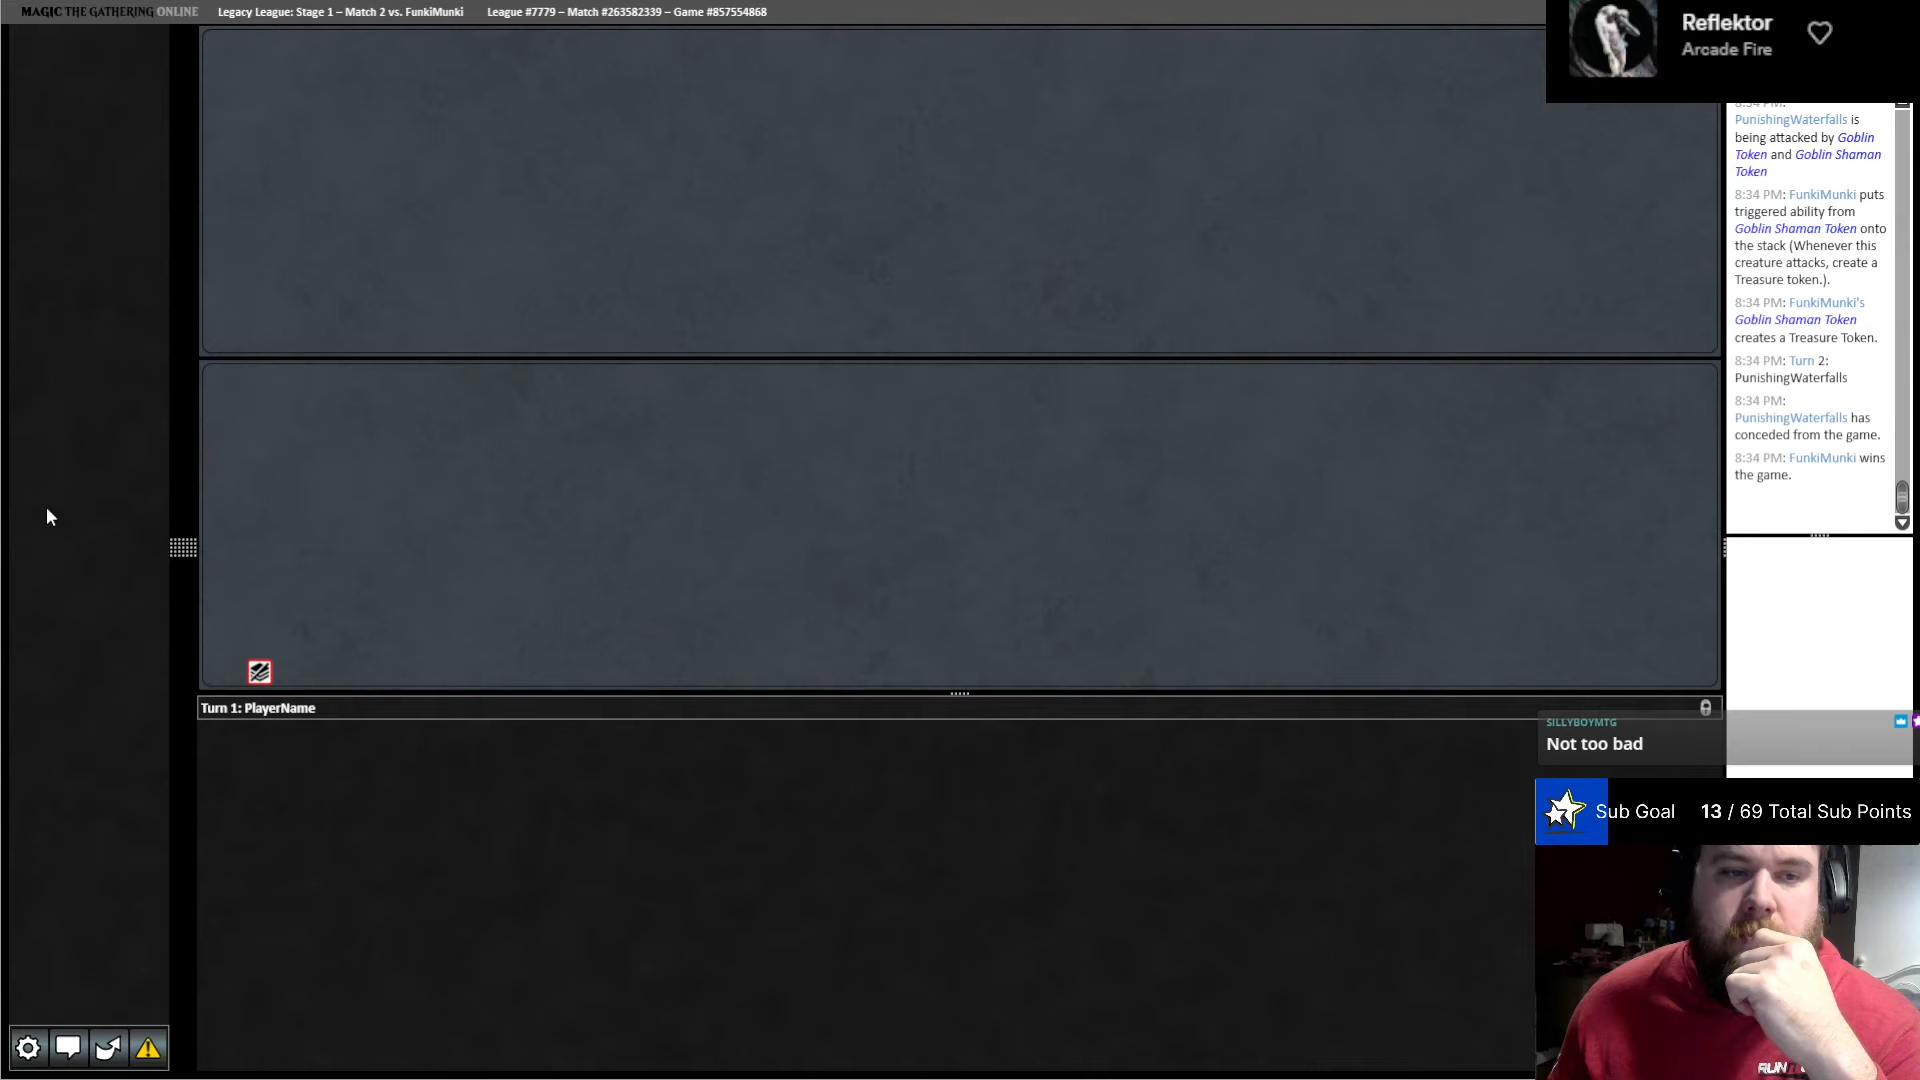 MAGIC THE GATHERING ONLINE
Legacy League: Stage 1 – Match 2 vs. FunkiMunki
League #7779 – Match #263582339 – Game #857554868
Reflektor
Arcade Fire
PunishingWaterfalls is
being attacked by Goblin
Token and Goblin Shaman
Token
8:34 PM: FunkiMunki puts
triggered ability from
Goblin Shaman Token onto
the stack (Whenever this
creature attacks, create a
Treasure token.).
8:34 PM: FunkiMunki's
Goblin Shaman Token
creates a Treasure Token.
8:34 PM: Turn 2:
PunishingWaterfalls
8:34 PM:
PunishingWaterfalls has
conceded from the game.
8:34 PM: FunkiMunki wins
the game.
Turn 1: PlayerName
SILLYBOYMTG
Not too bad
Sub Goal 13 / 69 Total Sub Points
RUN